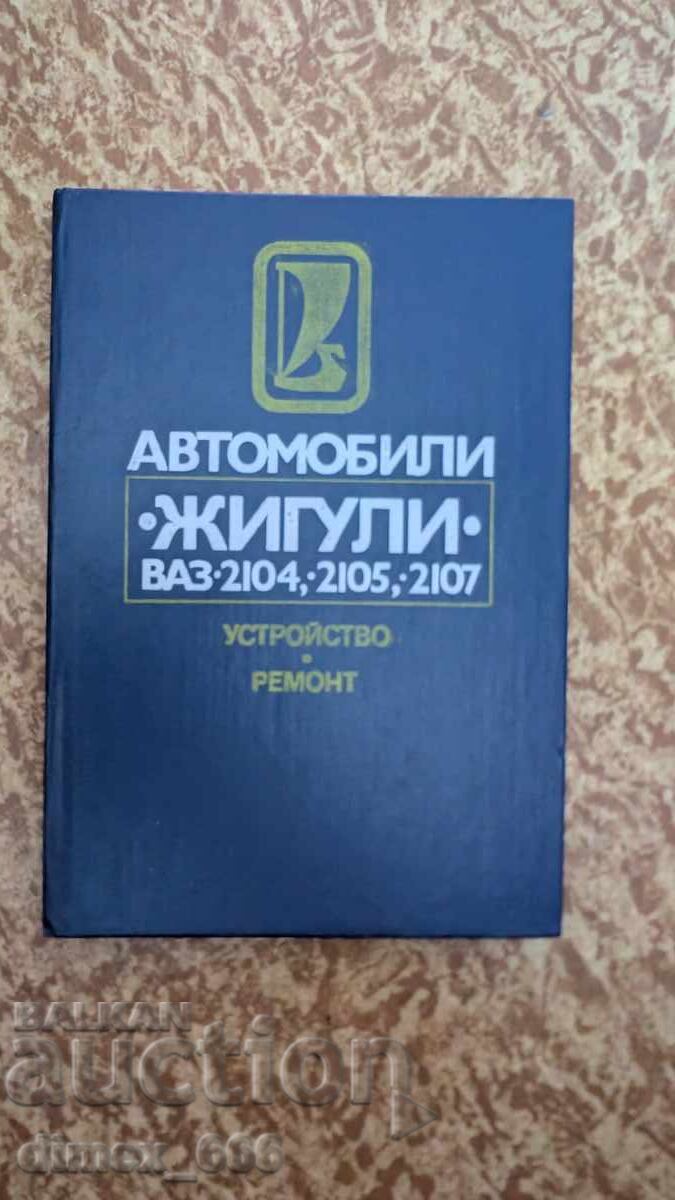 АВТОМОБИЛИ
·ЖИГУЛИ·
ВАЗ·2104,·2105,·2107
УСТРОЙСТВО
·
РЕМОНТ
BALKAN
auction
dimex_666